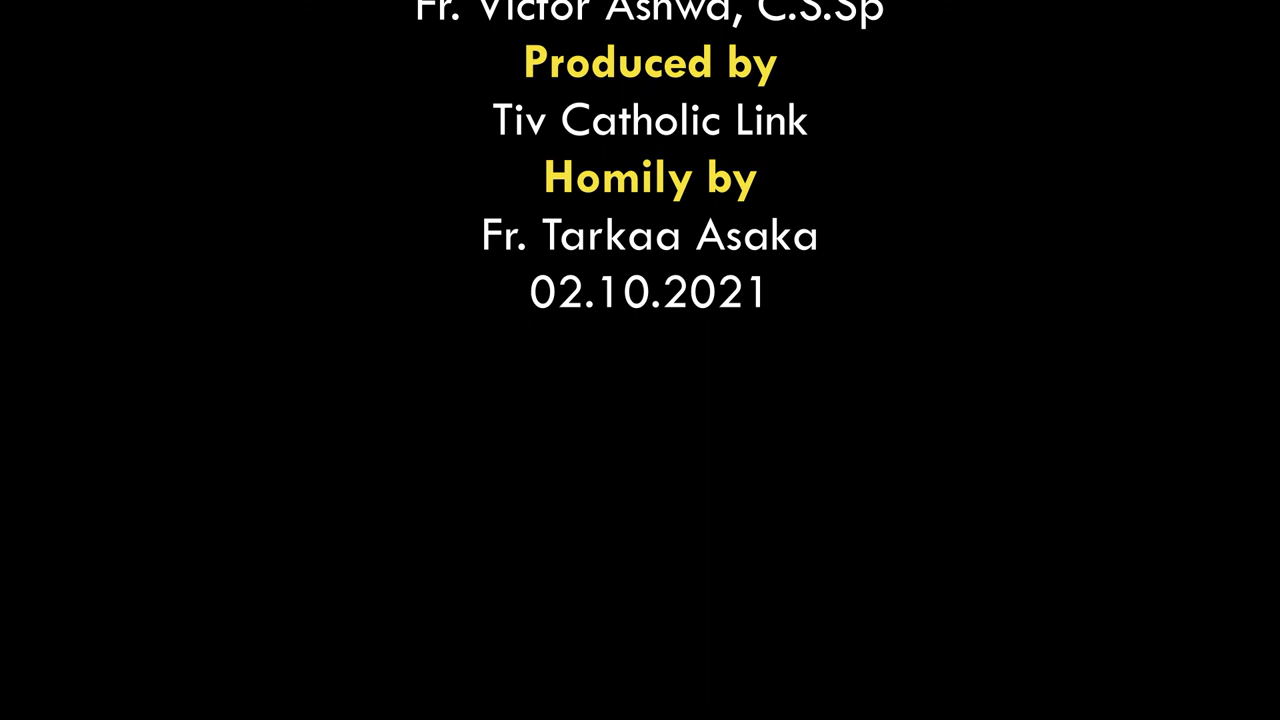 Fr. Victor Ashwa, C.S.Sp
Produced by
Tiv Catholic Link
Homily by
Fr. Tarkaa Asaka
02.10.2021